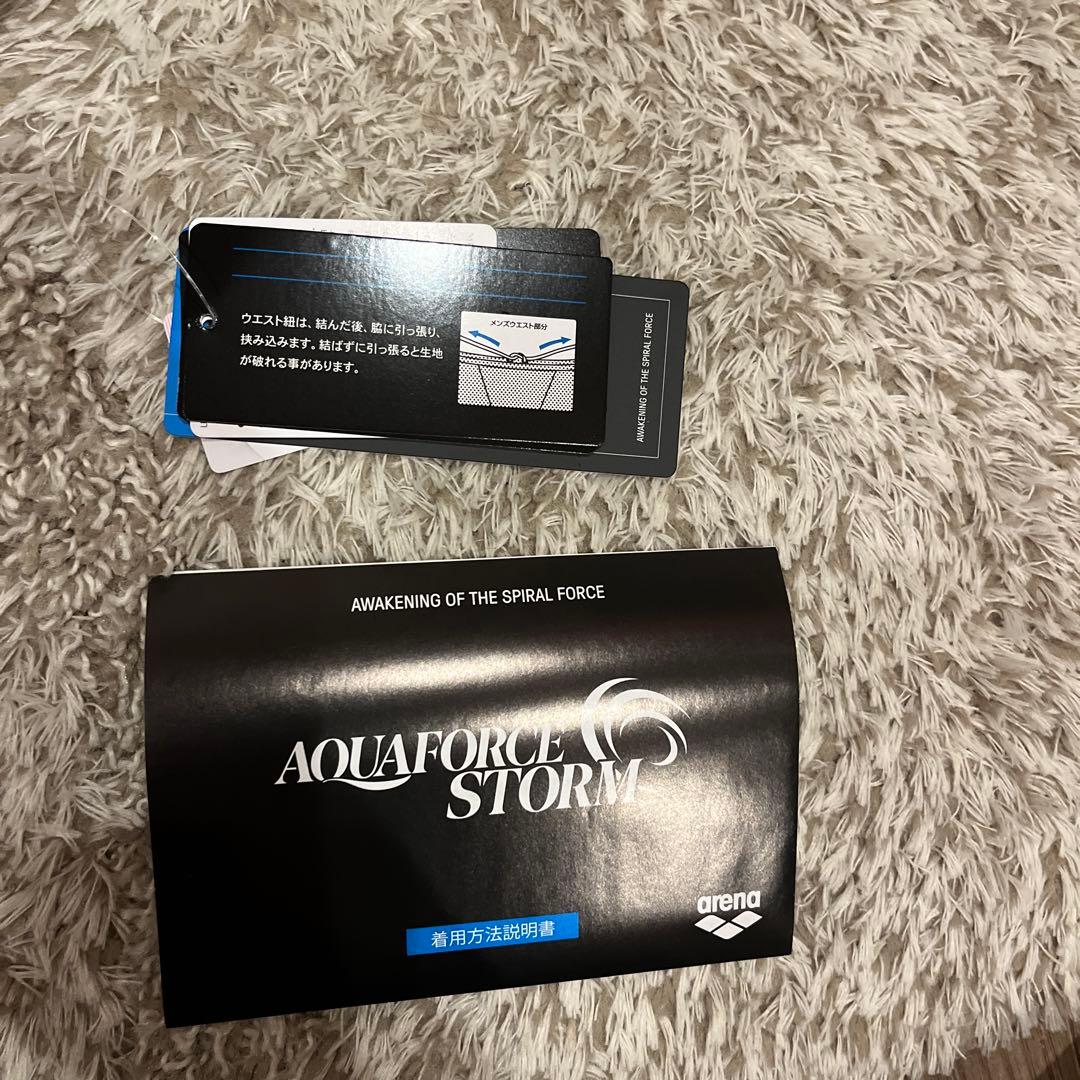 ウエスト紐は、結んだ後、脇に引っ張り、
挟み込みます。結ばずに引っ張ると生地
が破れる事があります。
メンズウエスト部分
AWAKENING OF THE SPIRAL FORCE
AWAKENING OF THE SPIRAL FORCE
AQUAFORCE
STORM
arena
着用方法説明書